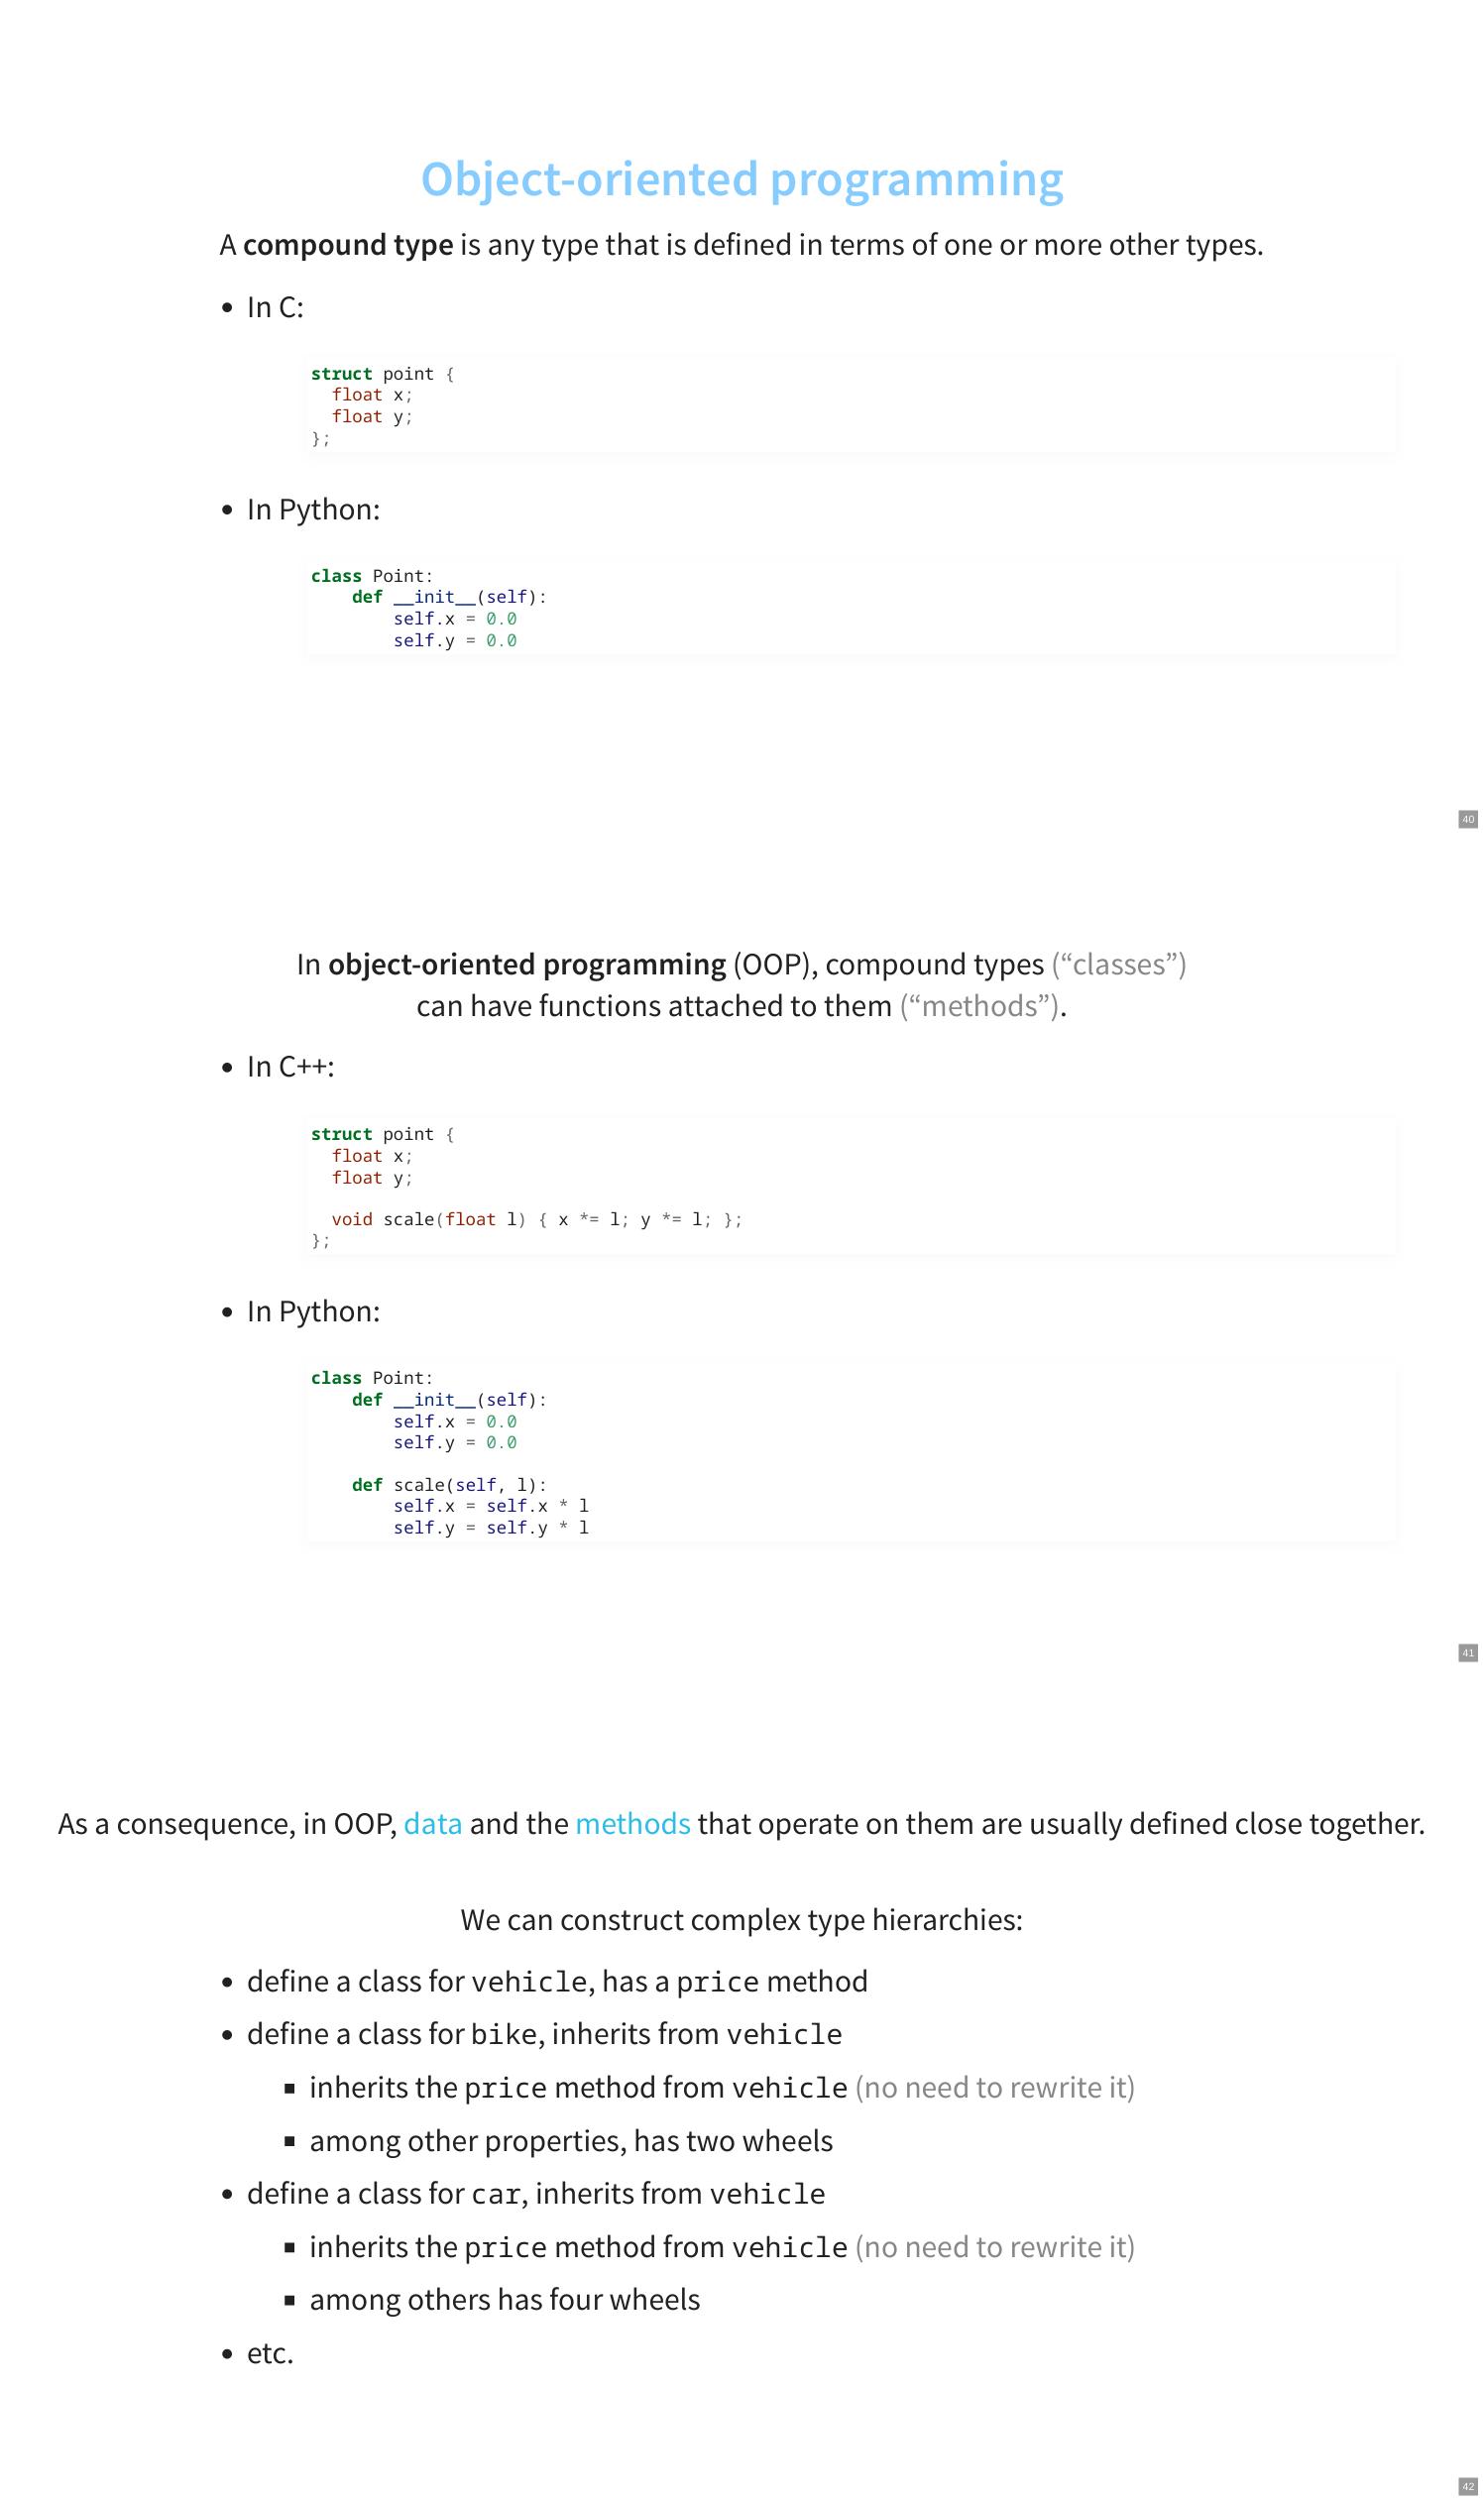 Object-oriented programming
A compound type is any type that is defined in terms of one or more other types.
• In C:
struct point {
  float x;
  float y;
};
• In Python:
class Point:
    def __init__(self):
        self.x = 0.0
        self.y = 0.0
40
In object-oriented programming (OOP), compound types (“classes”)
can have functions attached to them (“methods”).
• In C++:
struct point {
  float x;
  float y;

  void scale(float l) { x *= l; y *= l; };
};
• In Python:
class Point:
    def __init__(self):
        self.x = 0.0
        self.y = 0.0

    def scale(self, l):
        self.x = self.x * l
        self.y = self.y * l
41
As a consequence, in OOP, data and the methods that operate on them are usually defined close together.
We can construct complex type hierarchies:
• define a class for vehicle, has a price method
• define a class for bike, inherits from vehicle
▪ inherits the price method from vehicle (no need to rewrite it)
▪ among other properties, has two wheels
• define a class for car, inherits from vehicle
▪ inherits the price method from vehicle (no need to rewrite it)
▪ among others has four wheels
• etc.
42